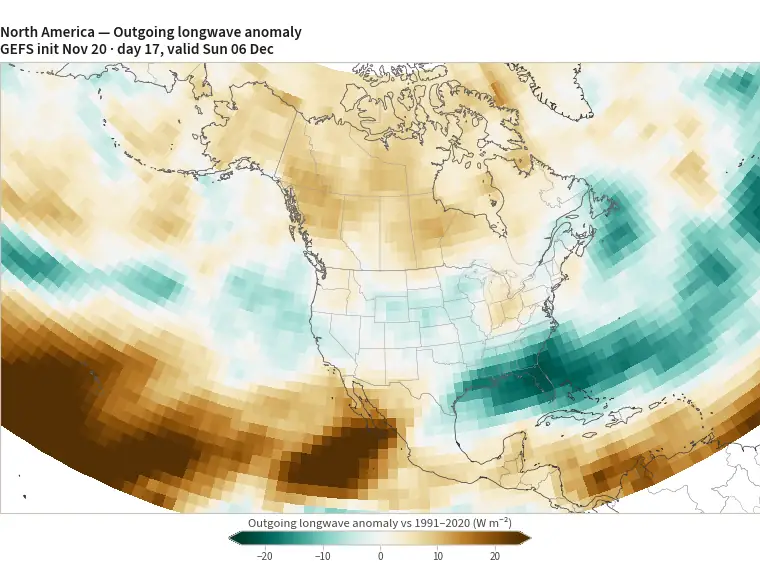 North America — Outgoing longwave anomaly
GEFS init Nov 20 · day 17, valid Sun 06 Dec
Outgoing longwave anomaly vs 1991–2020 (W m⁻²)
−20 −10 0 10 20